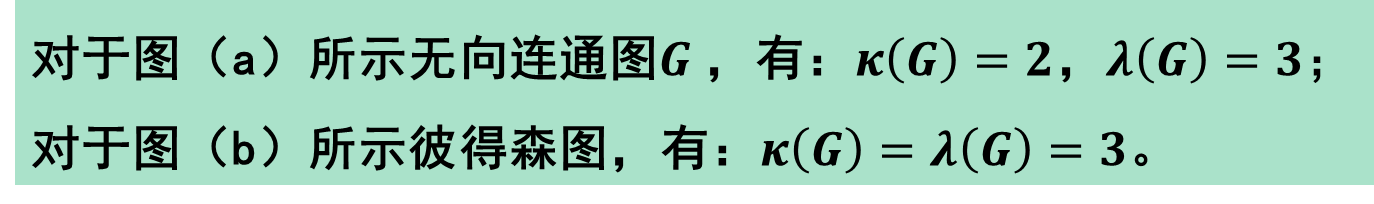 对于图（a）所示无向连通图G，有：κ(G) = 2，λ(G) = 3；
对于图（b）所示彼得森图，有：κ(G) = λ(G) = 3。